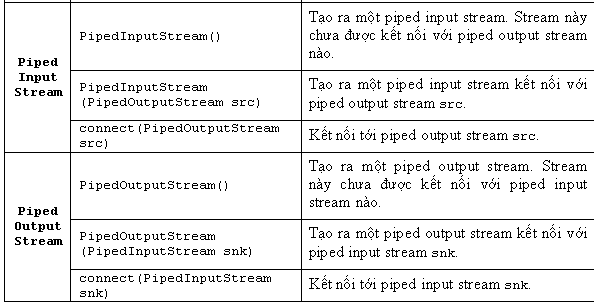 Piped
Input
Stream
PipedInputStream()
Tạo ra một piped input stream. Stream này
chưa được kết nối với piped output stream
nào.
PipedInputStream
(PipedOutputStream src)
Tạo ra một piped input stream kết nối với
piped output stream src.
connect(PipedOutputStream
src)
Kết nối tới piped output stream src.
Piped
Output
Stream
PipedOutputStream()
Tạo ra một piped output stream. Stream
này chưa được kết nối với piped input
stream nào.
PipedOutputStream
(PipedInputStream snk)
Tạo ra một piped output stream kết nối với
piped input stream snk.
connect(PipedInputStream
snk)
Kết nối tới piped input stream snk.